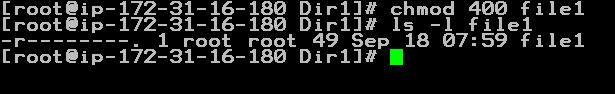 [root@ip-172-31-16-180 Dir1]# chmod 400 file1
[root@ip-172-31-16-180 Dir1]# ls -l file1
-r--------. 1 root root 49 Sep 18 07:59 file1
[root@ip-172-31-16-180 Dir1]#